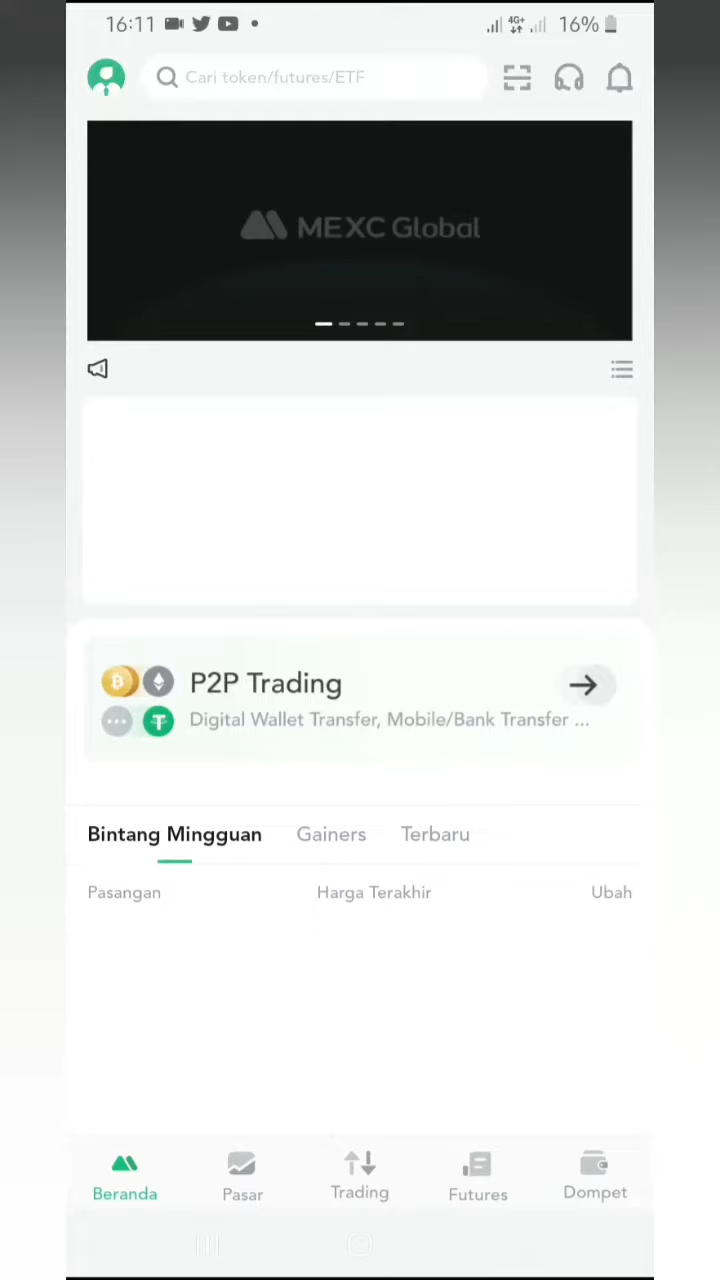 16:11 4G+ 16%
Cari token/futures/ETF
MEXC Global
P2P Trading
Digital Wallet Transfer, Mobile/Bank Transfer ...
Bintang Mingguan Gainers Terbaru
Pasangan Harga Terakhir Ubah
Beranda Pasar Trading Futures Dompet